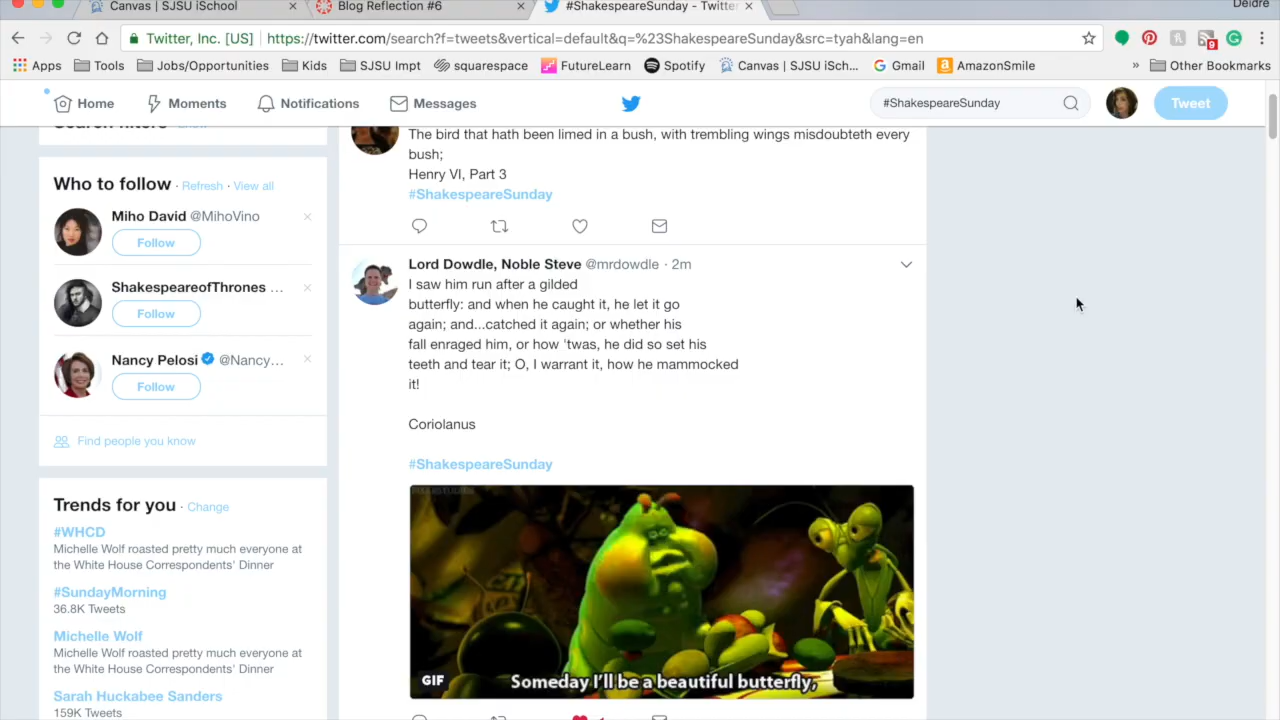 Canvas | SJSU iSchool
Blog Reflection #6
#ShakespeareSunday - Twitter
Deidre
Twitter, Inc. [US] https://twitter.com/search?f=tweets&vertical=default&q=%23ShakespeareSunday&src=tyah&lang=en
Apps Tools Jobs/Opportunities Kids SJSU Impt squarespace FutureLearn Spotify Canvas | SJSU iSch... Gmail AmazonSmile » Other Bookmarks
9
Home Moments Notifications Messages #ShakespeareSunday Tweet
Who to follow · Refresh · View all
Miho David @MihoVino
Follow
ShakespeareofThrones ...
Follow
Nancy Pelosi @Nancy...
Follow
Find people you know
Trends for you · Change
#WHCD
Michelle Wolf roasted pretty much everyone at
the White House Correspondents' Dinner
#SundayMorning
36.8K Tweets
Michelle Wolf
Michelle Wolf roasted pretty much everyone at
the White House Correspondents' Dinner
Sarah Huckabee Sanders
159K Tweets
The bird that hath been limed in a bush, with trembling wings misdoubteth every
bush;
Henry VI, Part 3
#ShakespeareSunday
Lord Dowdle, Noble Steve @mrdowdle · 2m
I saw him run after a gilded
butterfly: and when he caught it, he let it go
again; and...catched it again; or whether his
fall enraged him, or how 'twas, he did so set his
teeth and tear it; O, I warrant it, how he mammocked
it!
Coriolanus
#ShakespeareSunday
GIF
Someday I'll be a beautiful butterfly,